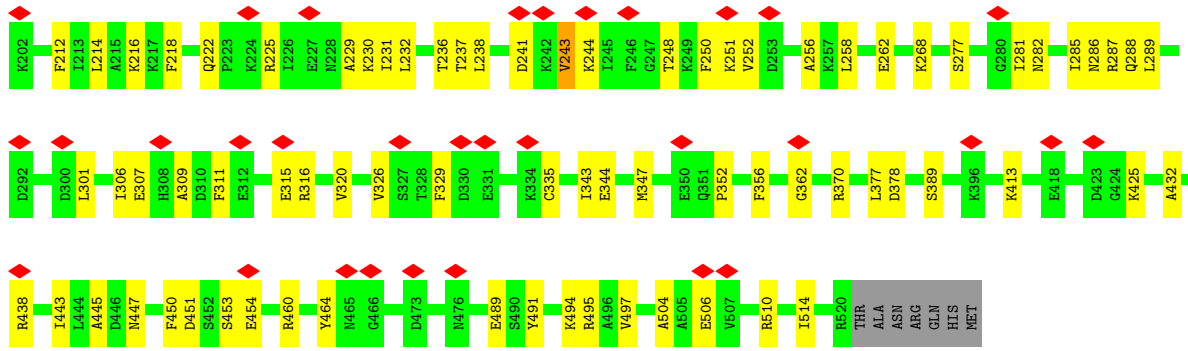 K202 F212 I213 L214 A215 K216 K217 F218 Q222 P223 K224 R225 I226 E227 N228 A229 K230 I231 L232 T236 T237 L238 D241 K242 V243 K244 I245 F246 G247 T248 K249 F250 K251 V252 D253 A256 K257 L258 E262 K268 S277 G280 I281 N282 I285 N286 R287 Q288 L289
D292 D300 L301 I306 E307 H308 A309 D310 F311 E312 E315 R316 V320 V326 S327 T328 F329 D330 E331 K334 C335 I343 E344 M347 E350 Q351 P352 F356 G362 R370 L377 D378 S389 K396 K413 E418 D423 G424 K425 A432
R438 I443 L444 A445 D446 N447 F450 D451 S452 S453 E454 R460 Y464 N465 G466 D473 N476 E489 S490 Y491 K494 R495 A496 V497 A504 A505 E506 V507 R510 I514 R520 THR ALA ASN ARG GLN HIS MET